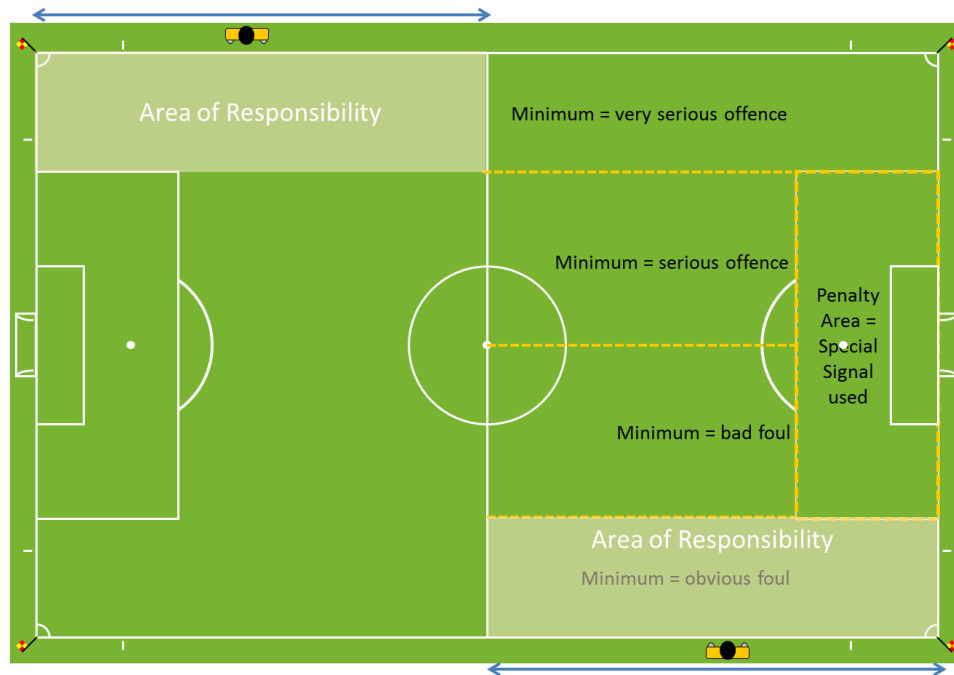 Area of Responsibility
Minimum = very serious offence
Minimum = serious offence
Penalty
Area =
Special
Signal
used
Minimum = bad foul
Area of Responsibility
Minimum = obvious foul